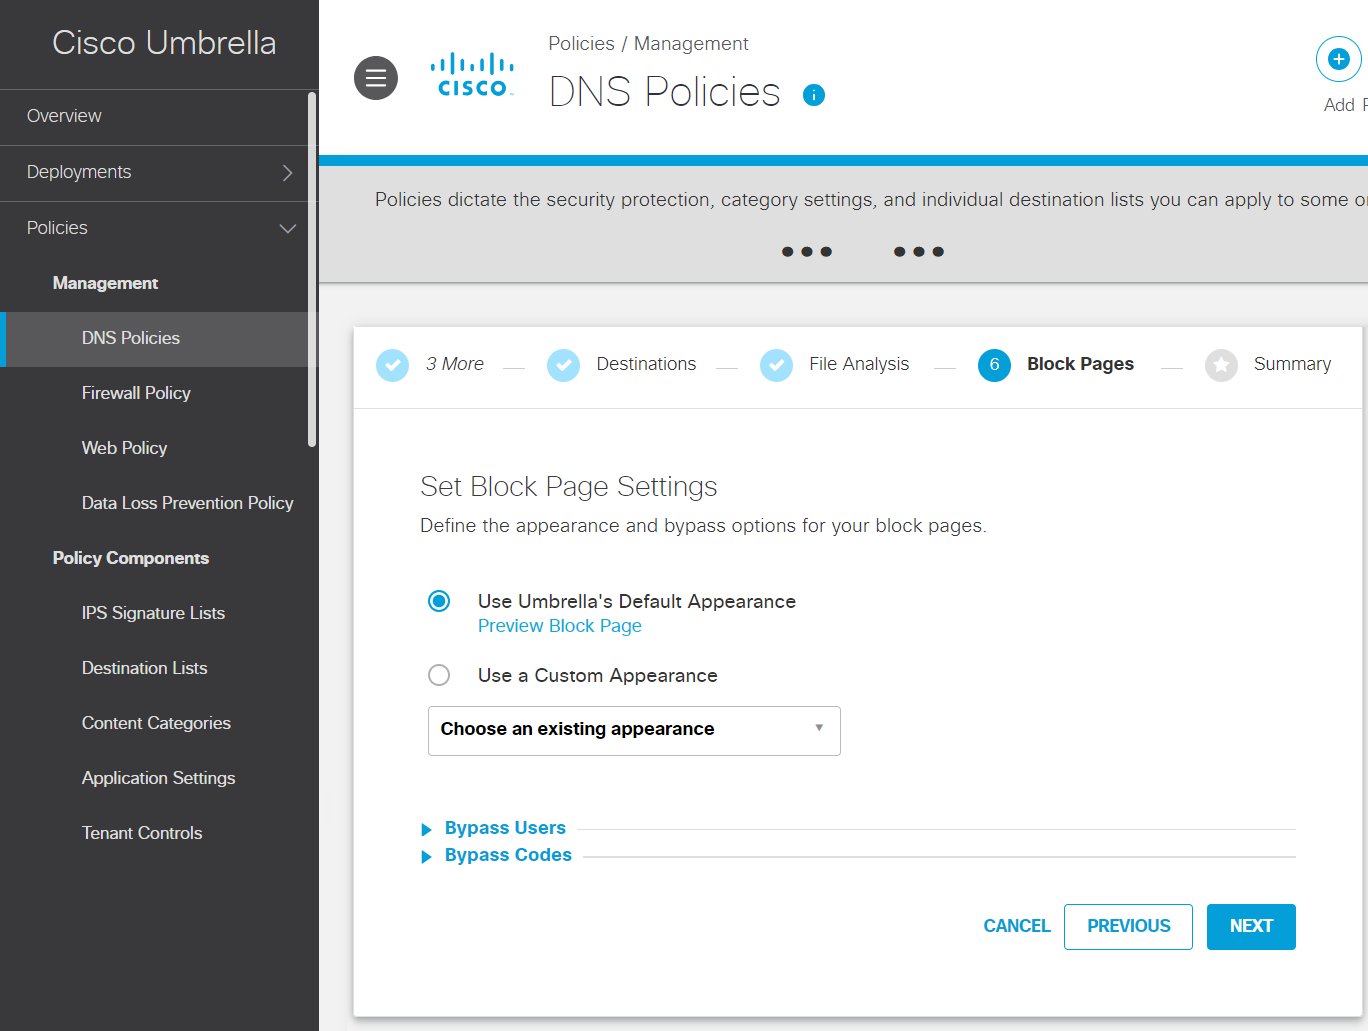 Cisco Umbrella
Overview
Deployments
Policies
Management
DNS Policies
Firewall Policy
Web Policy
Data Loss Prevention Policy
Policy Components
IPS Signature Lists
Destination Lists
Content Categories
Application Settings
Tenant Controls
CISCO
Policies / Management
DNS Policies
Add
Policies dictate the security protection, category settings, and individual destination lists you can apply to some
3 More
Destinations
File Analysis
6 Block Pages
Summary
Set Block Page Settings
Define the appearance and bypass options for your block pages.
Use Umbrella's Default Appearance
Preview Block Page
Use a Custom Appearance
Choose an existing appearance
Bypass Users
Bypass Codes
CANCEL PREVIOUS NEXT